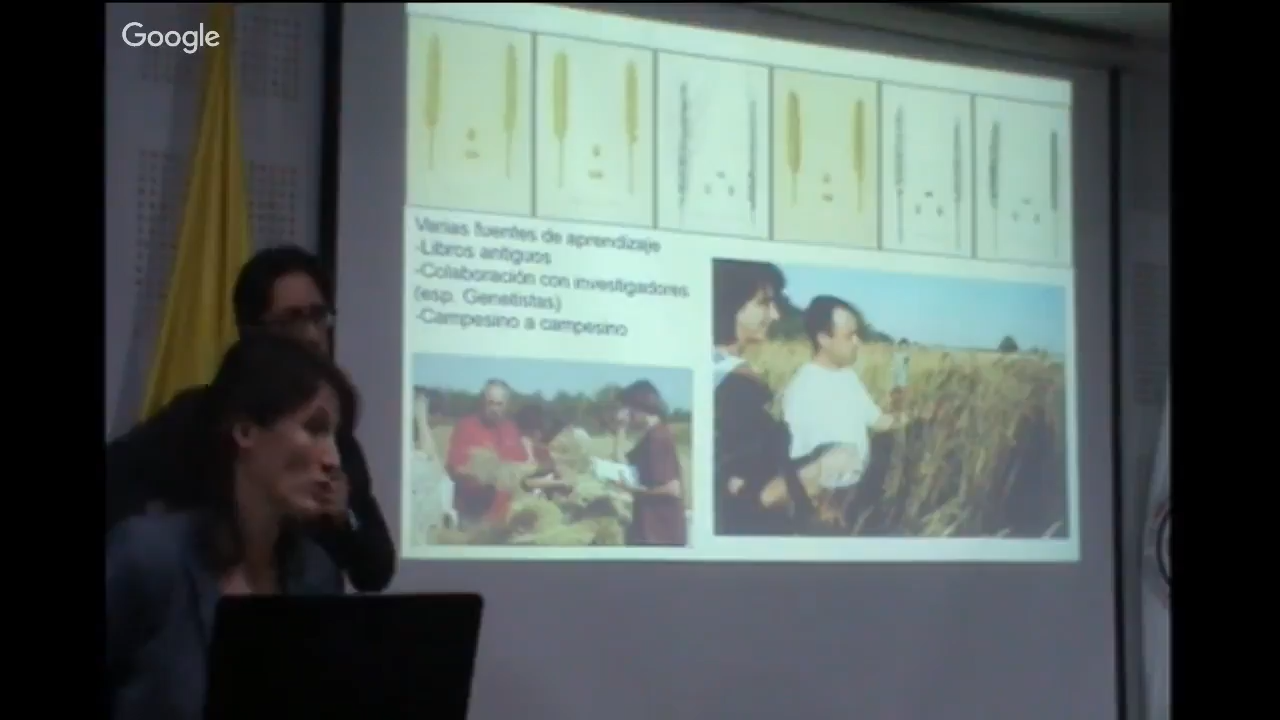 Google
Varias fuentes de aprendizaje
-Libros antiguos
-Colaboración con investigadores
(esp. Genetistas)
-Campesino a campesino